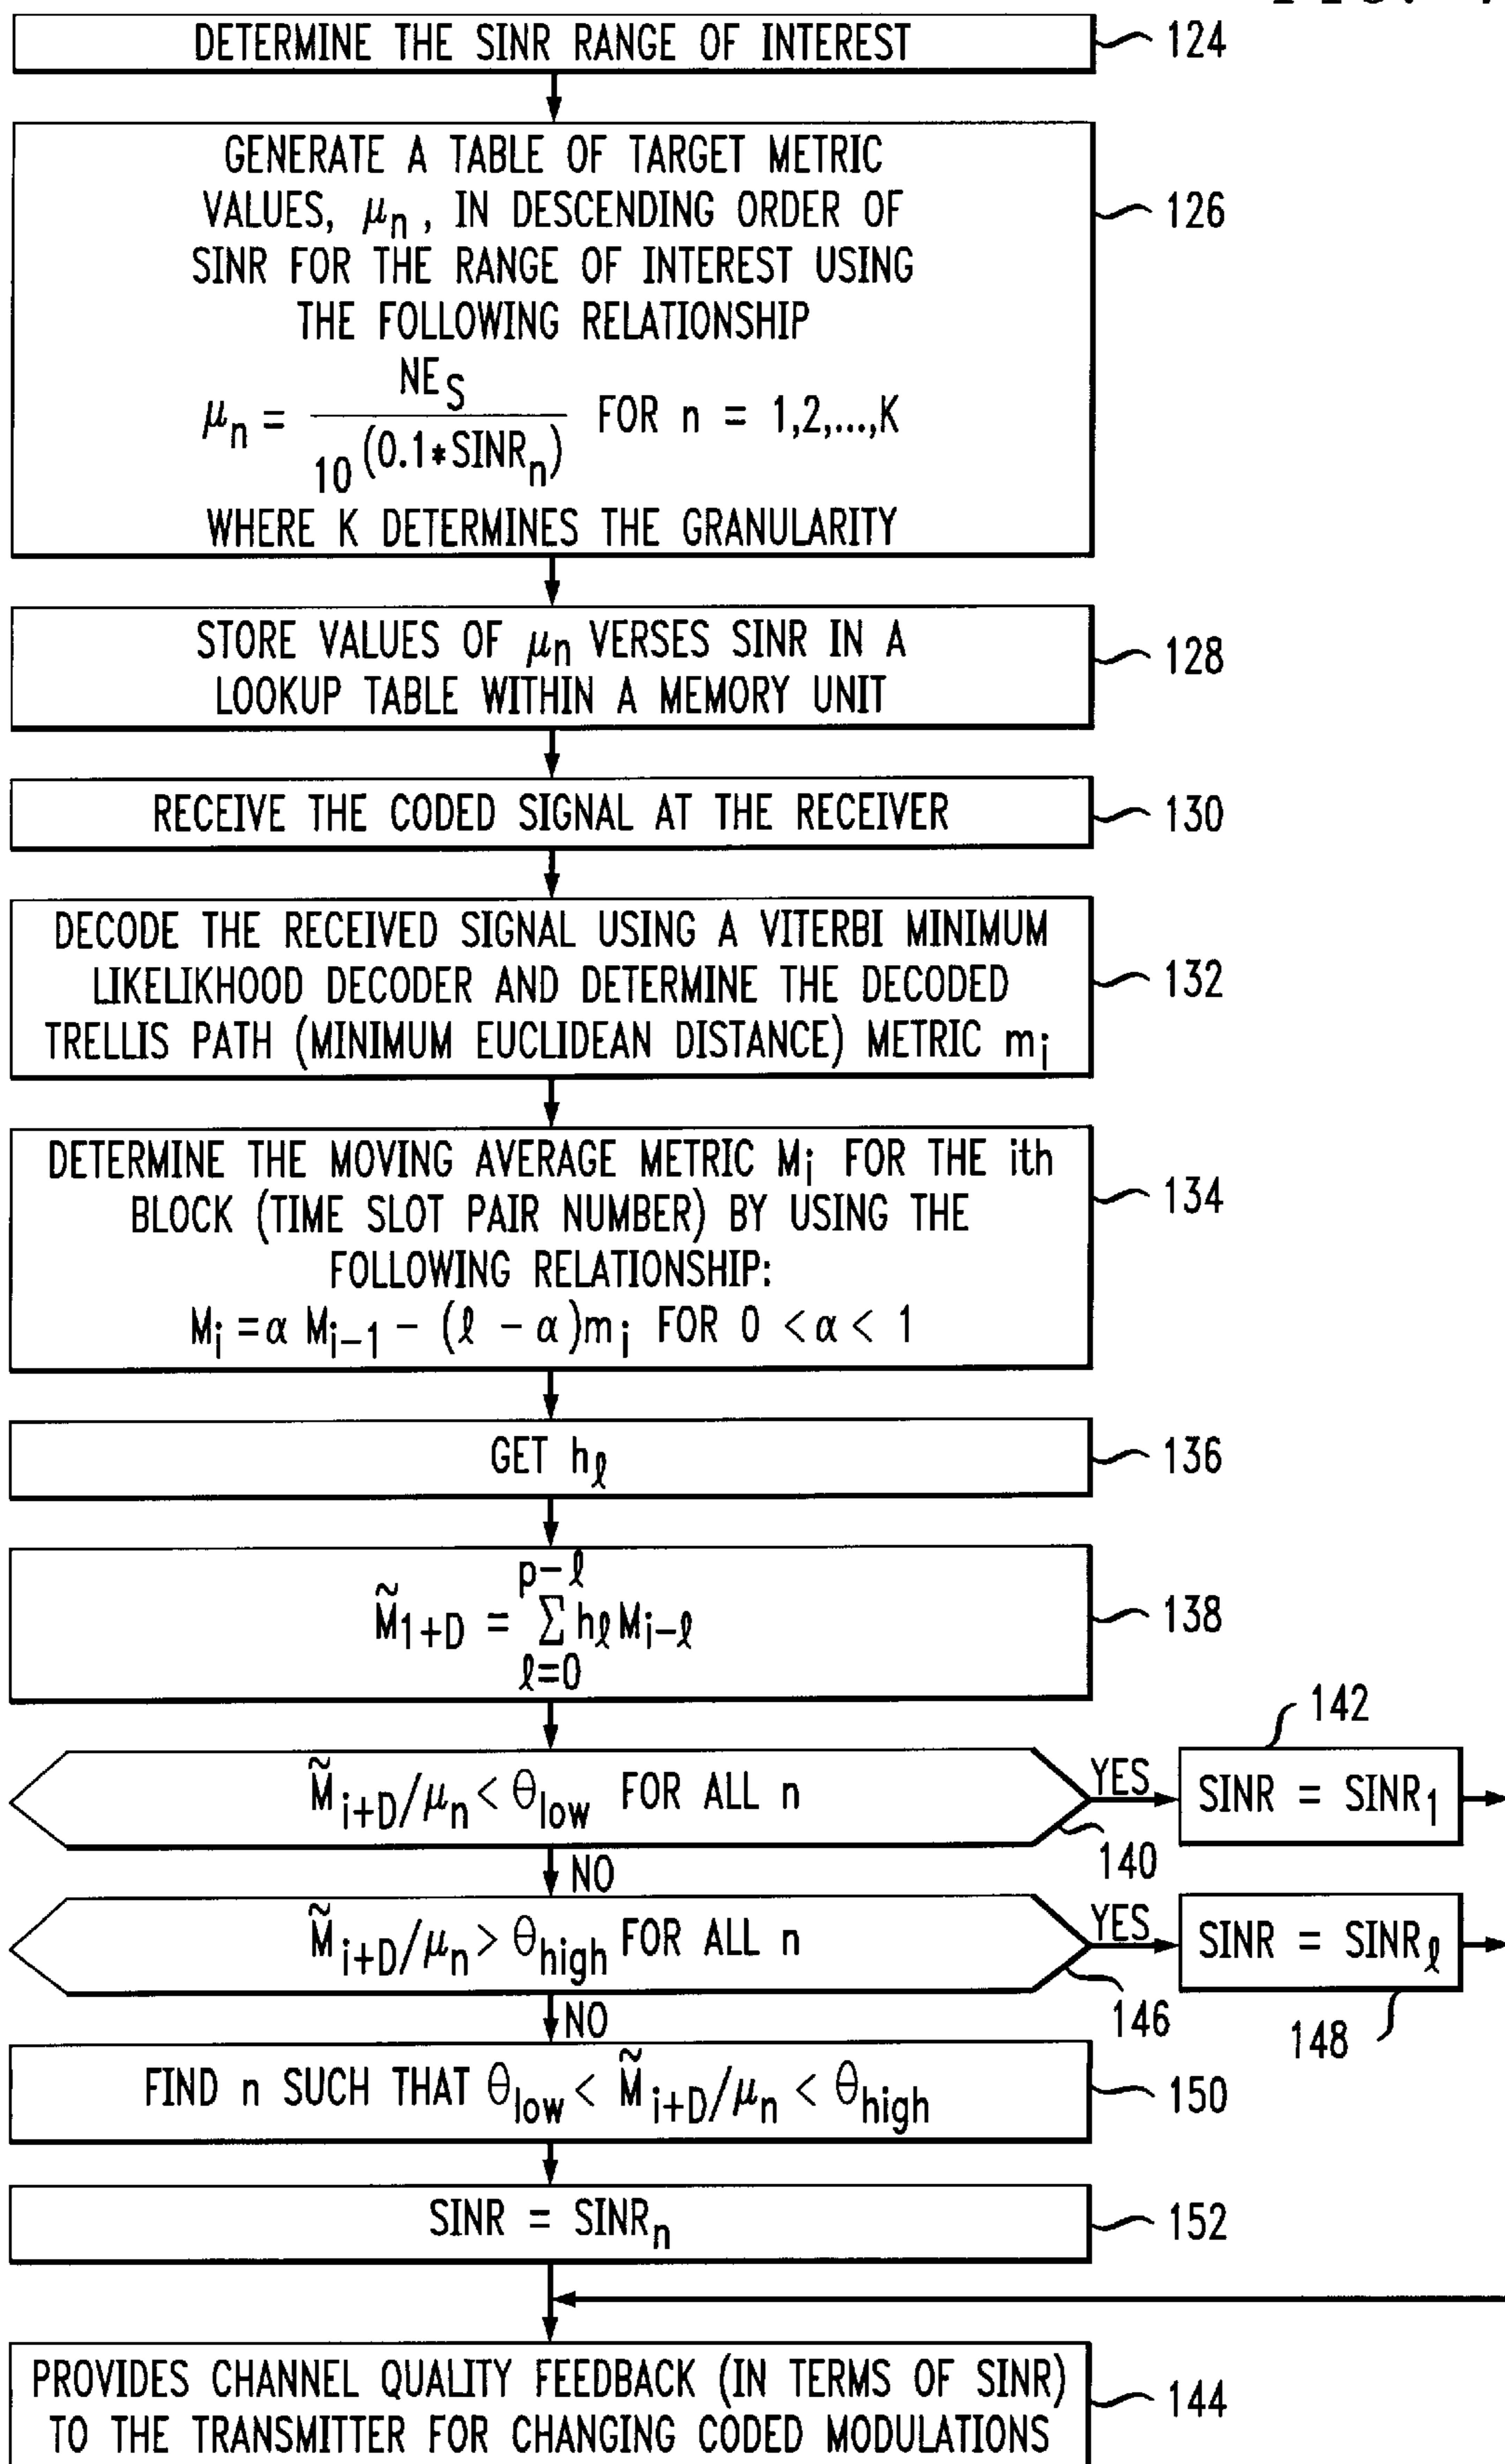 DETERMINE THE SINR RANGE OF INTEREST
124
GENERATE A TABLE OF TARGET METRIC
VALUES, μn, IN DESCENDING ORDER OF
SINR FOR THE RANGE OF INTEREST USING
THE FOLLOWING RELATIONSHIP
μn = NES / 10^(0.1*SINRn) FOR n = 1,2,...,K
WHERE K DETERMINES THE GRANULARITY
126
STORE VALUES OF μn VERSES SINR IN A
LOOKUP TABLE WITHIN A MEMORY UNIT
128
RECEIVE THE CODED SIGNAL AT THE RECEIVER
130
DECODE THE RECEIVED SIGNAL USING A VITERBI MINIMUM
LIKELIKHOOD DECODER AND DETERMINE THE DECODED
TRELLIS PATH (MINIMUM EUCLIDEAN DISTANCE) METRIC mi
132
DETERMINE THE MOVING AVERAGE METRIC Mi FOR THE ith
BLOCK (TIME SLOT PAIR NUMBER) BY USING THE
FOLLOWING RELATIONSHIP:
Mi = α Mi-1 - (ℓ - α)mi FOR 0 < α < 1
134
GET hℓ
136
M̃1+D = p-ℓ Σ ℓ=0 hℓ Mi-ℓ
138
M̃i+D/μn < θlow FOR ALL n
140
YES
142
SINR = SINR1
NO
M̃i+D/μn > θhigh FOR ALL n
146
YES
SINR = SINRℓ
148
NO
FIND n SUCH THAT θlow < M̃i+D/μn < θhigh
150
SINR = SINRn
152
PROVIDES CHANNEL QUALITY FEEDBACK (IN TERMS OF SINR)
TO THE TRANSMITTER FOR CHANGING CODED MODULATIONS
144